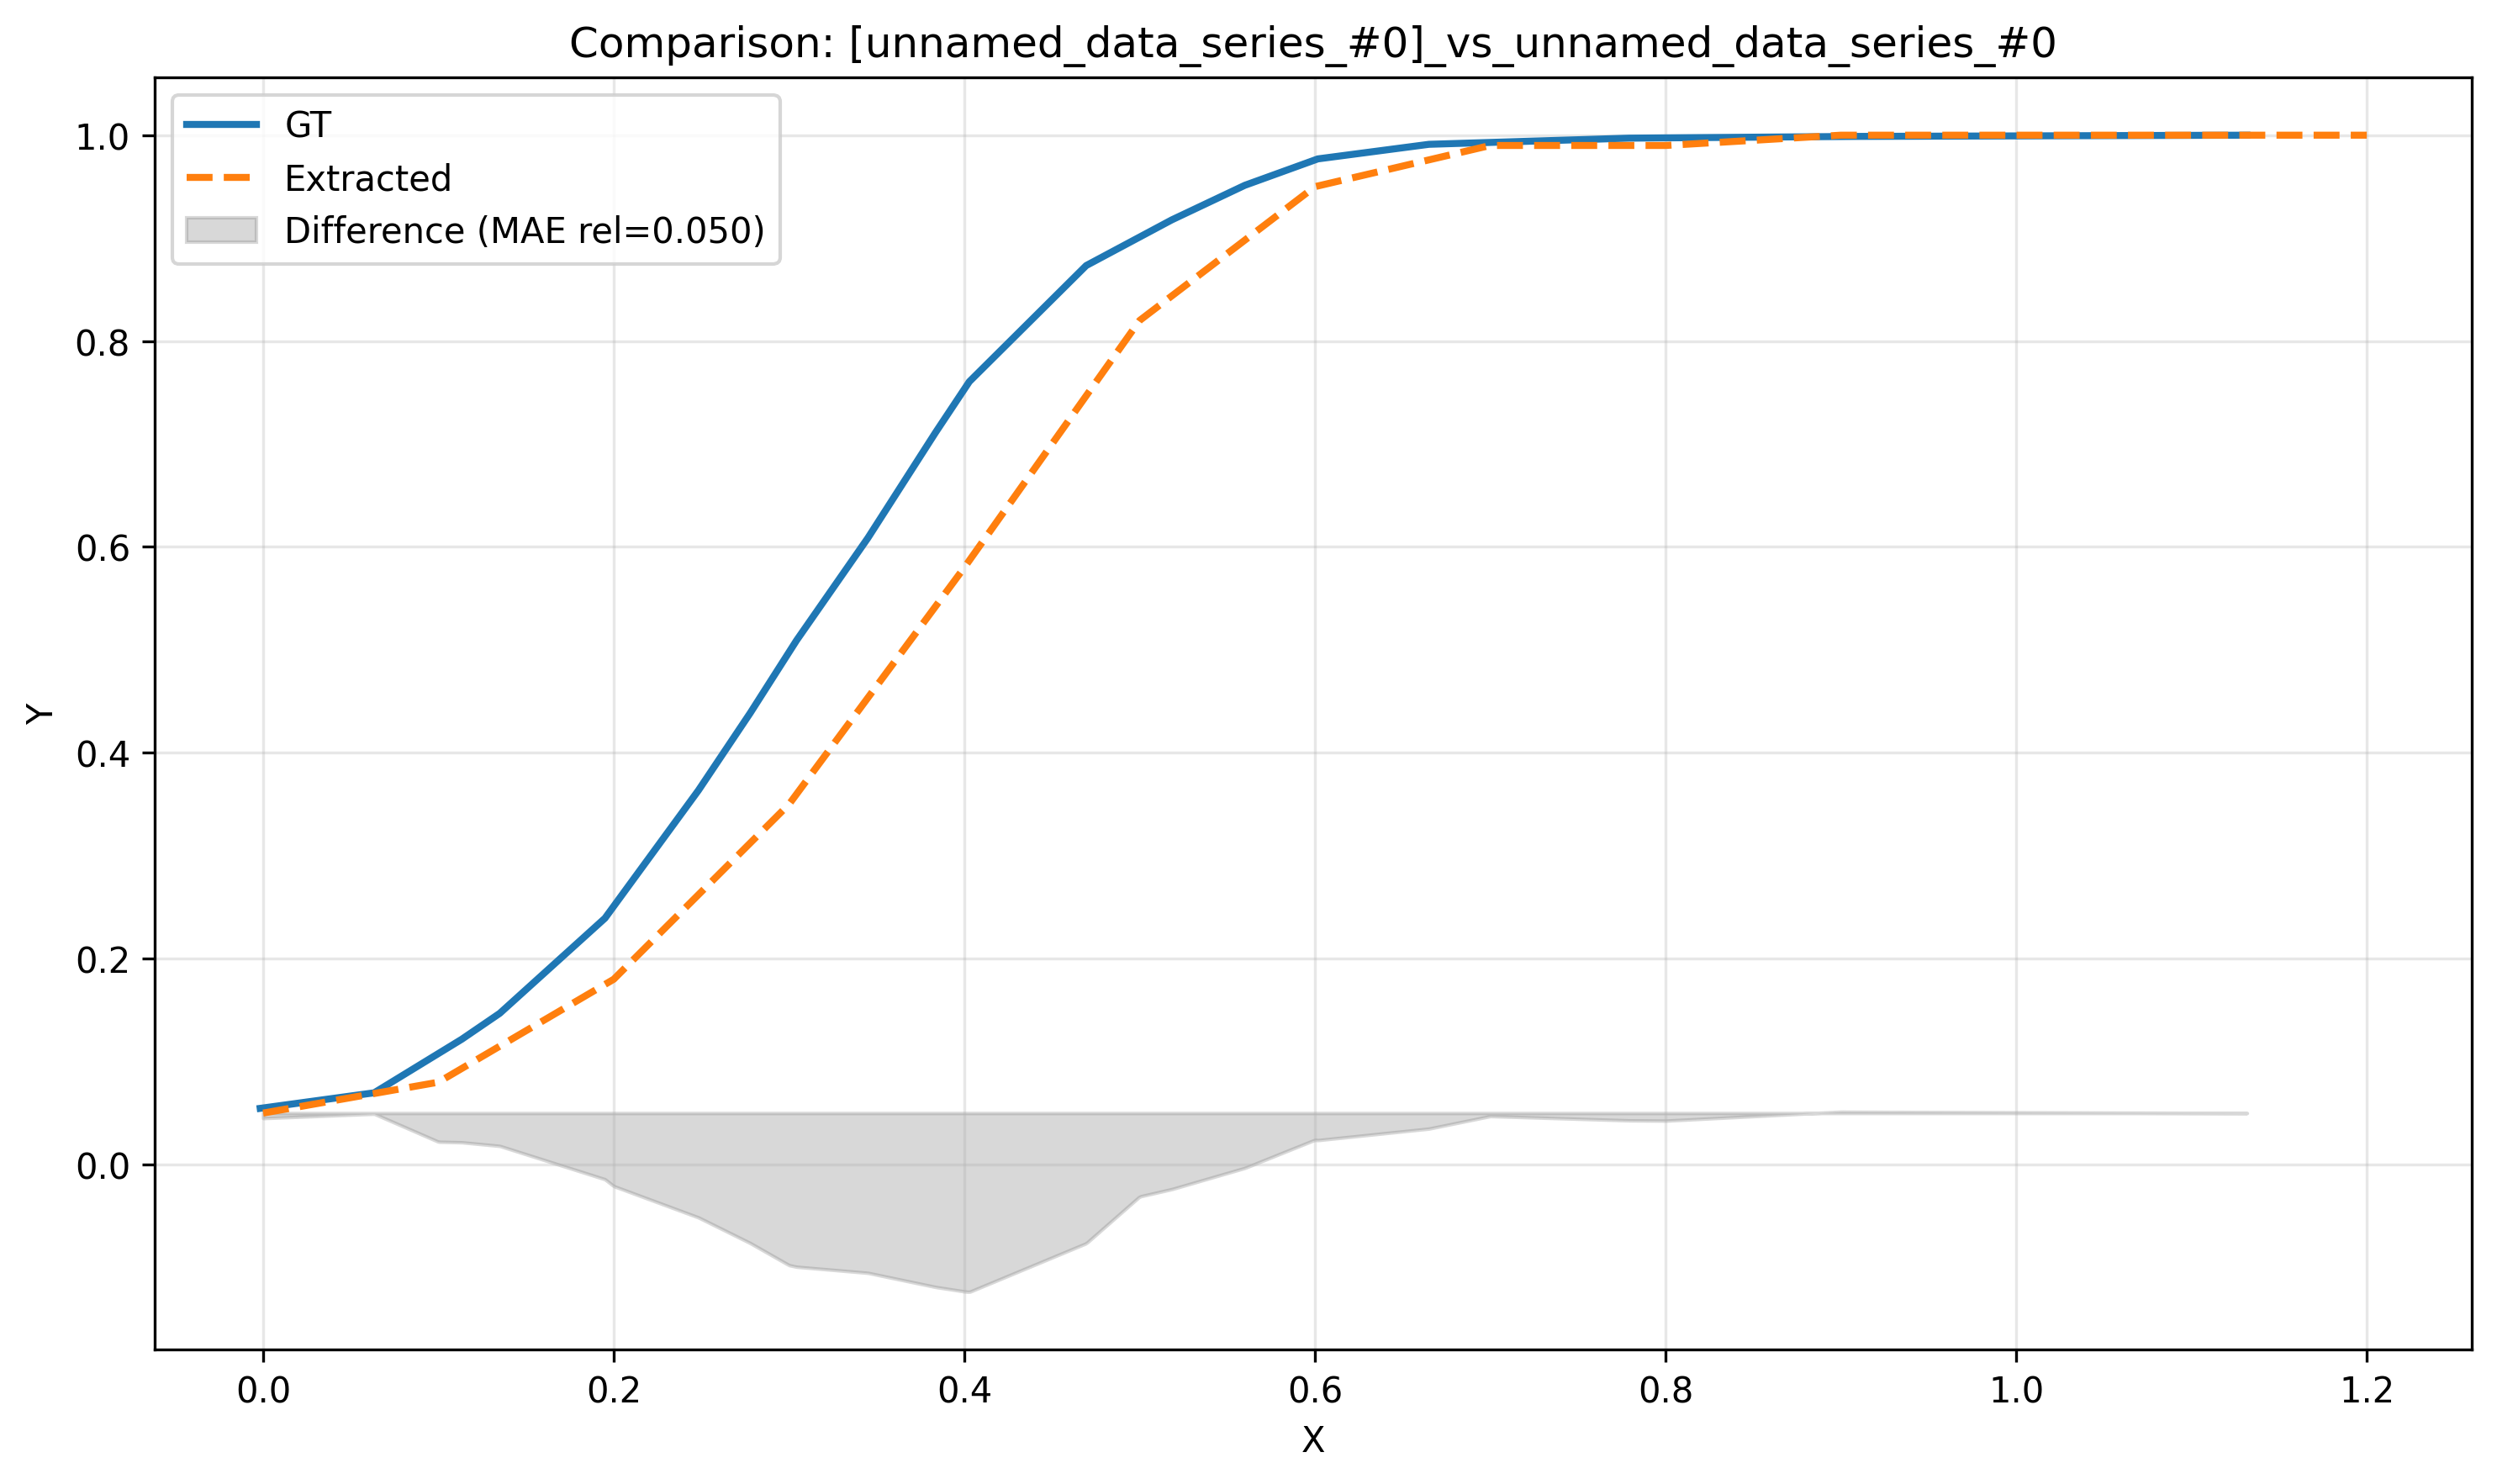 Comparison: [unnamed_data_series_#0]_vs_unnamed_data_series_#0
GT
Extracted
Difference (MAE rel=0.050)
1.0
0.8
0.6
0.4
0.2
0.0
Y
0.0 0.2 0.4 0.6 0.8 1.0 1.2
X